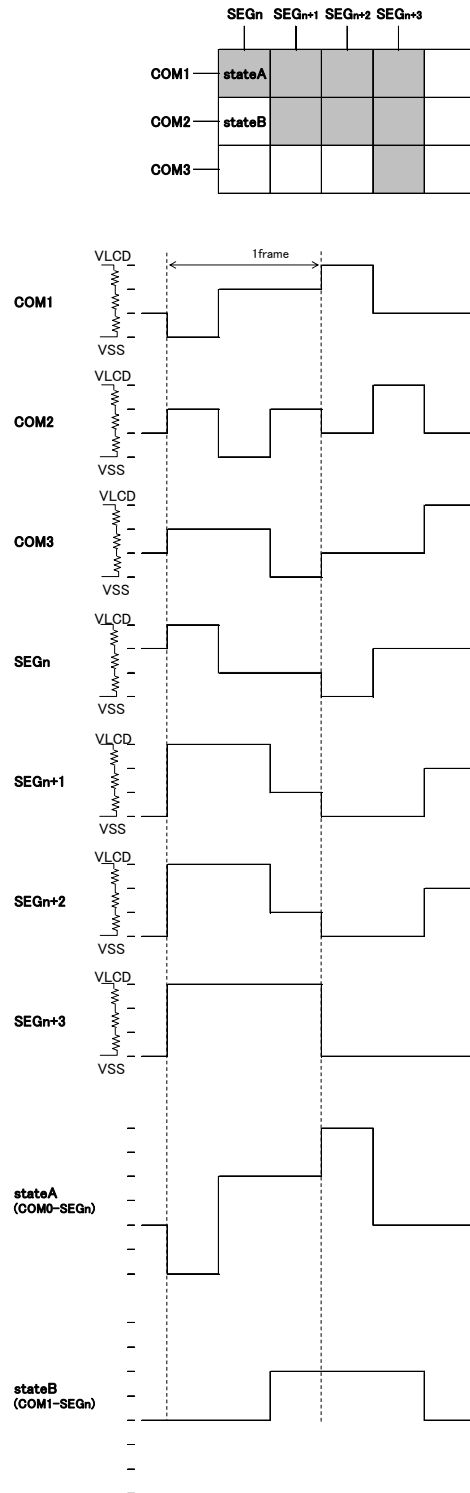 SEGn SEGn+1 SEGn+2 SEGn+3
COM1 stateA
COM2 stateB
COM3
VLCD 1frame
COM1
VSS
VLCD
COM2
VSS
VLCD
COM3
VSS
VLCD
SEGn
VSS
VLCD
SEGn+1
VSS
VLCD
SEGn+2
VSS
VLCD
SEGn+3
VSS
stateA
(COM0-SEGn)
stateB
(COM1-SEGn)